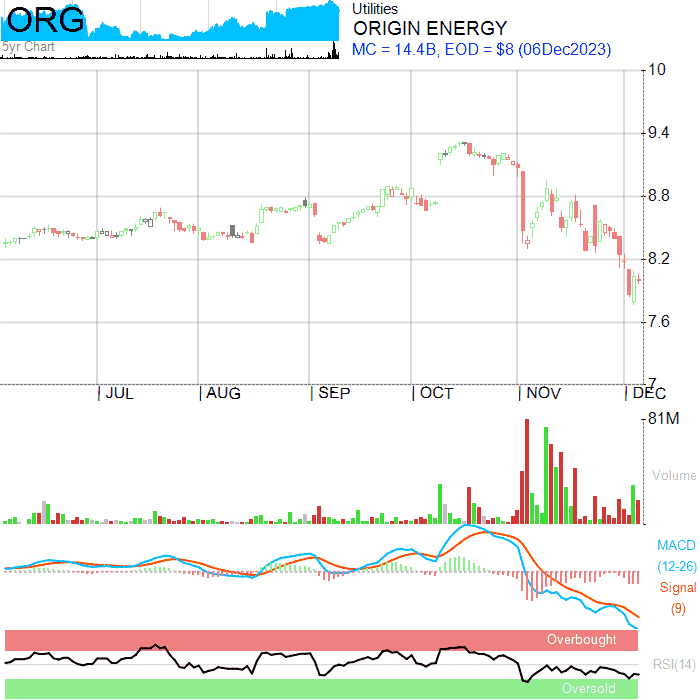 ORG
5yr Chart
Utilities
ORIGIN ENERGY
MC = 14.4B, EOD = $8 (06Dec2023)
10
9.4
8.8
8.2
7.6
7
JUL
AUG
SEP
OCT
NOV
DEC
81M
Volume
MACD
(12-26)
Signal
(9)
Overbought
RSI(14)
Oversold